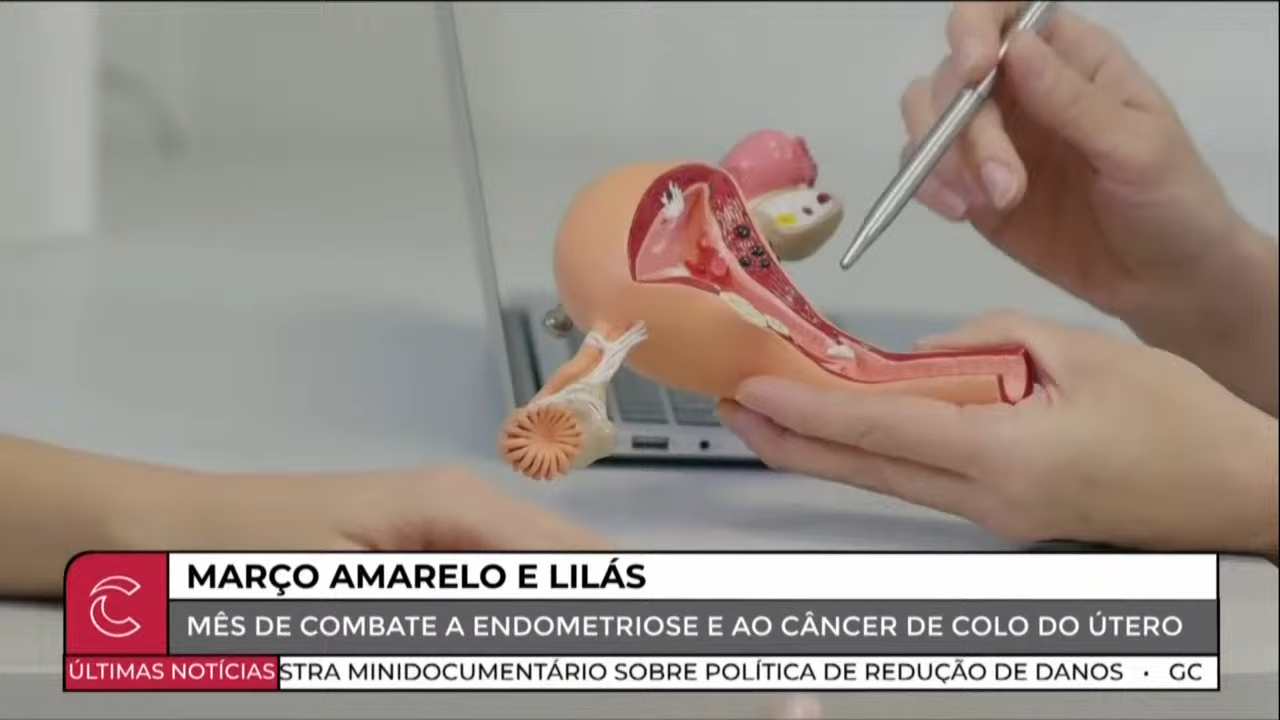 MARÇO AMARELO E LILÁS
MÊS DE COMBATE A ENDOMETRIOSE E AO CÂNCER DE COLO DO ÚTERO
ÚLTIMAS NOTÍCIAS STRA MINIDOCUMENTÁRIO SOBRE POLÍTICA DE REDUÇÃO DE DANOS • GC